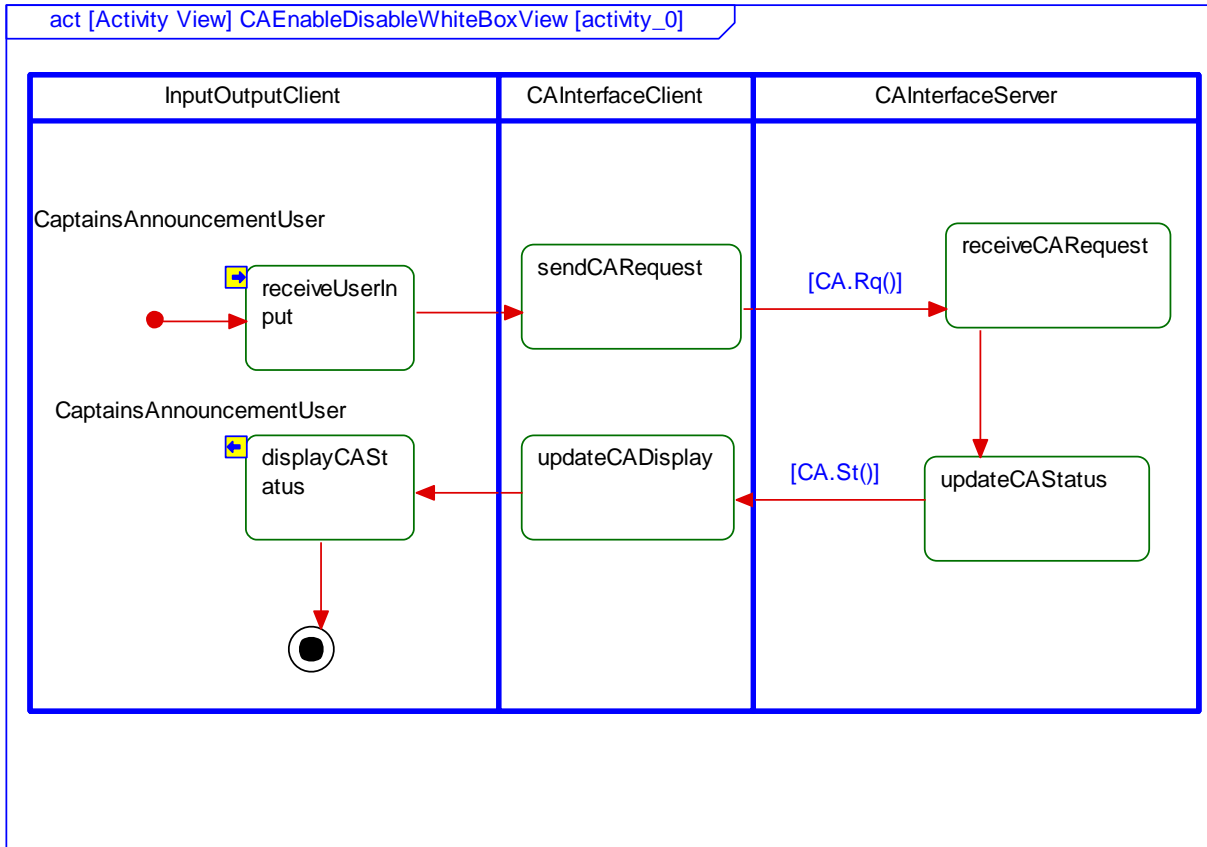 act [Activity View] CAEnableDisableWhiteBoxView [activity_0]
InputOutputClient
CAInterfaceClient
CAInterfaceServer
CaptainsAnnouncementUser
receiveUserIn
put
sendCARequest
[CA.Rq()]
receiveCARequest
CaptainsAnnouncementUser
displayCASt
atus
updateCADisplay
[CA.St()]
updateCAStatus